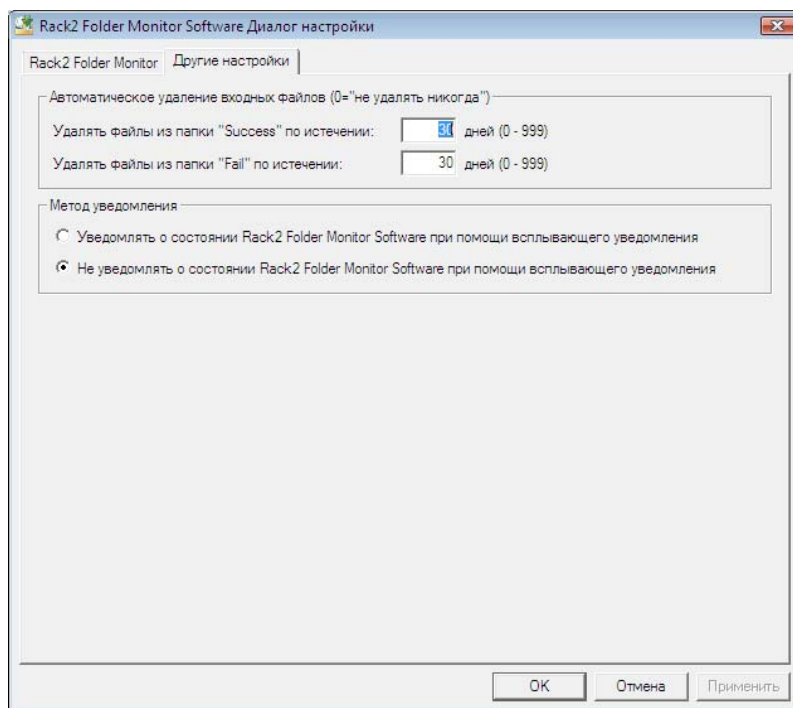 Rack2 Folder Monitor Software Диалог настройки
Rack2 Folder Monitor Другие настройки
Автоматическое удаление входных файлов (0="не удалять никогда")
Удалять файлы из папки "Success" по истечении: 30 дней (0 - 999)
Удалять файлы из папки "Fail" по истечении: 30 дней (0 - 999)
Метод уведомления
Уведомлять о состоянии Rack2 Folder Monitor Software при помощи всплывающего уведомления
Не уведомлять о состоянии Rack2 Folder Monitor Software при помощи всплывающего уведомления
OK Отмена Применить